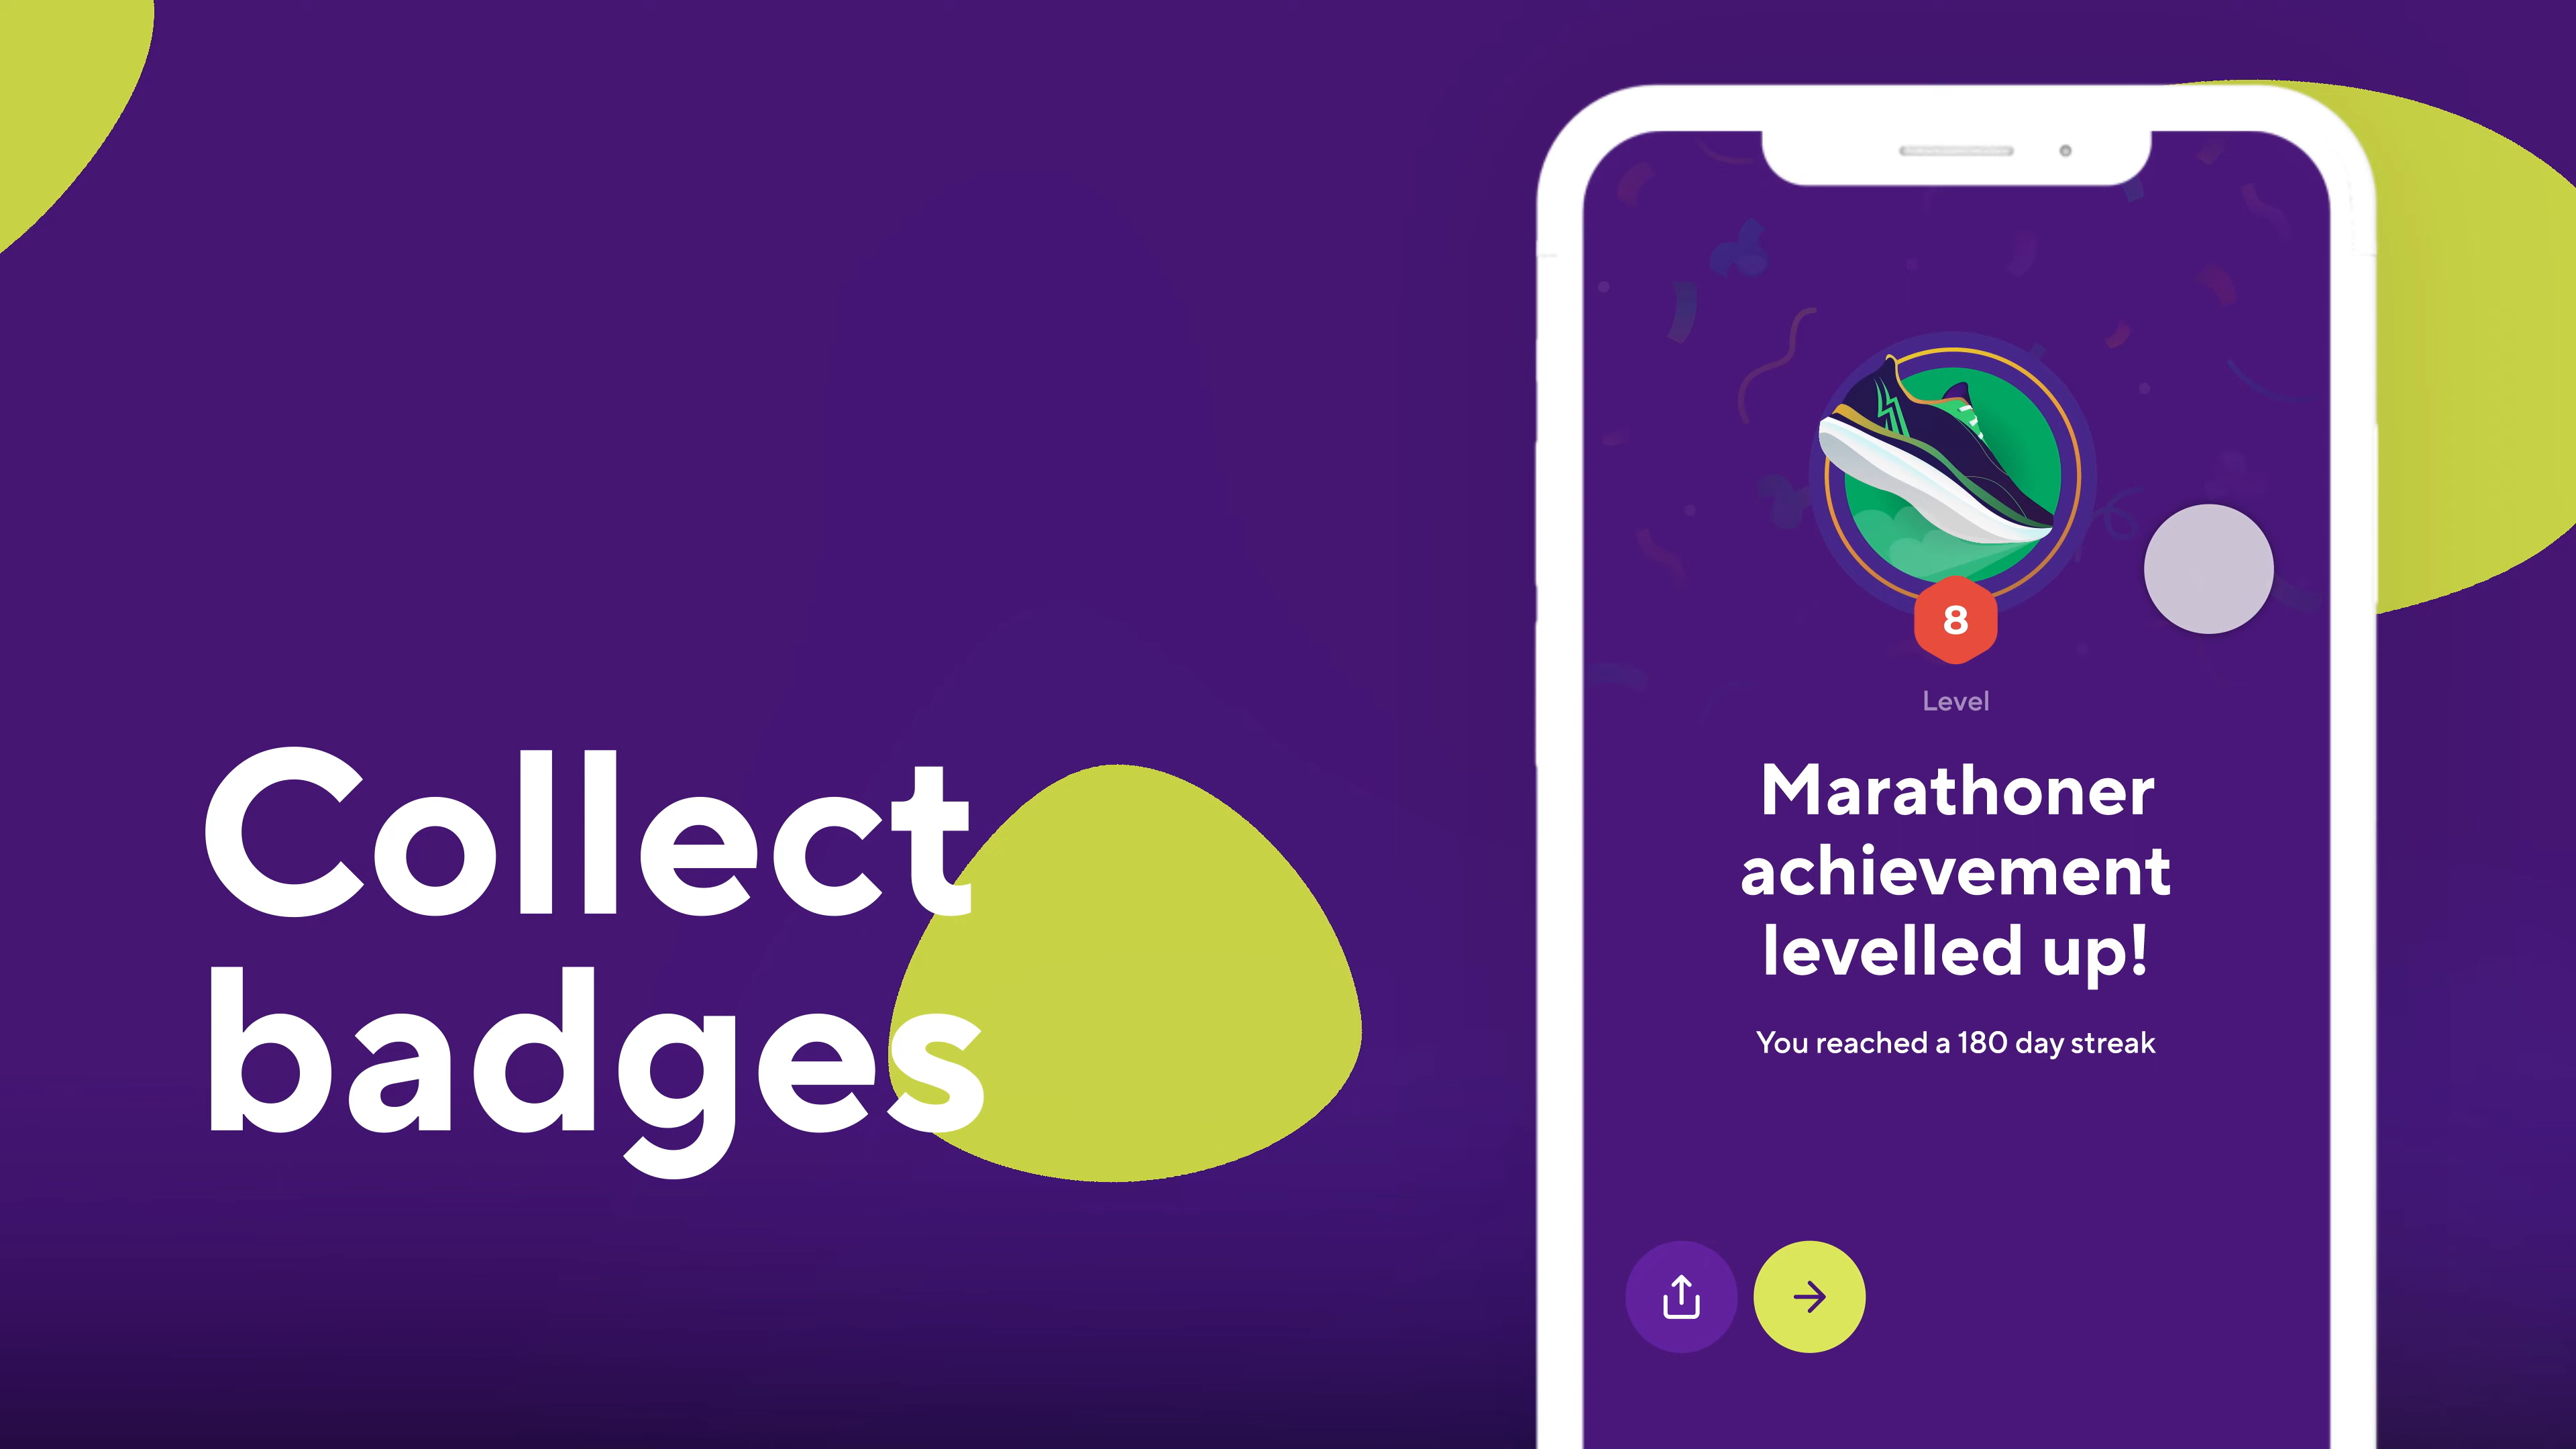 Collect
badges
8
Level
Marathoner
achievement
levelled up!
You reached a 180 day streak